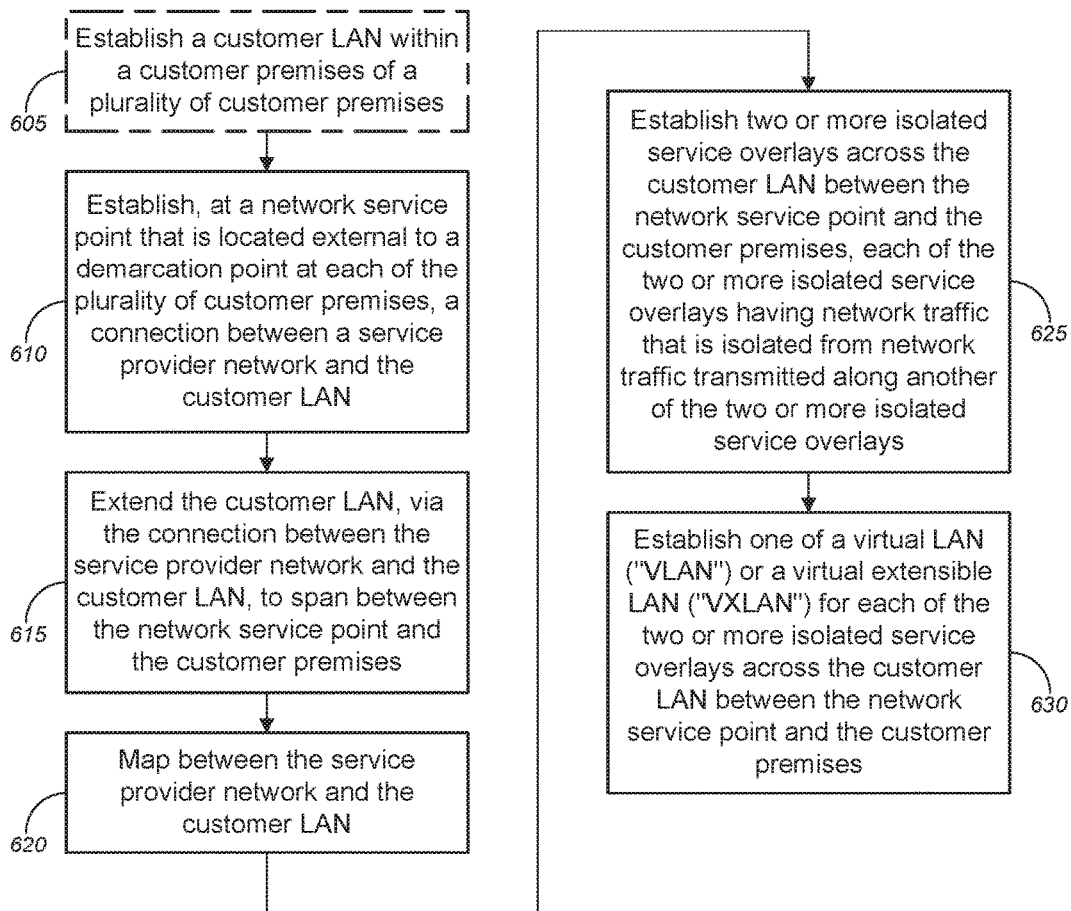 Establish a customer LAN within
a customer premises of a
plurality of customer premises
605
Establish, at a network service
point that is located external to a
demarcation point at each of the
plurality of customer premises, a
connection between a service
provider network and the
customer LAN
610
Extend the customer LAN, via
the connection between the
service provider network and the
customer LAN, to span between
the network service point and
the customer premises
615
Map between the service
provider network and the
customer LAN
620
Establish two or more isolated
service overlays across the
customer LAN between the
network service point and the
customer premises, each of the
two or more isolated service
overlays having network traffic
that is isolated from network
traffic transmitted along another
of the two or more isolated
service overlays
625
Establish one of a virtual LAN
("VLAN") or a virtual extensible
LAN ("VXLAN") for each of the
two or more isolated service
overlays across the customer
LAN between the network
service point and the customer
premises
630